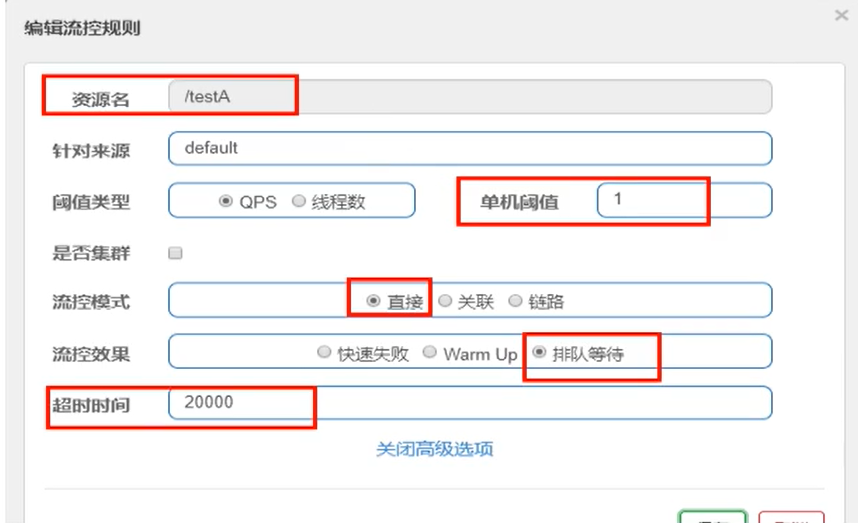 编辑流控规则
×
资源名 /testA
针对来源 default
阈值类型 QPS 线程数 单机阈值 1
是否集群
流控模式 直接 关联 链路
流控效果 快速失败 Warm Up 排队等待
超时时间 20000
关闭高级选项